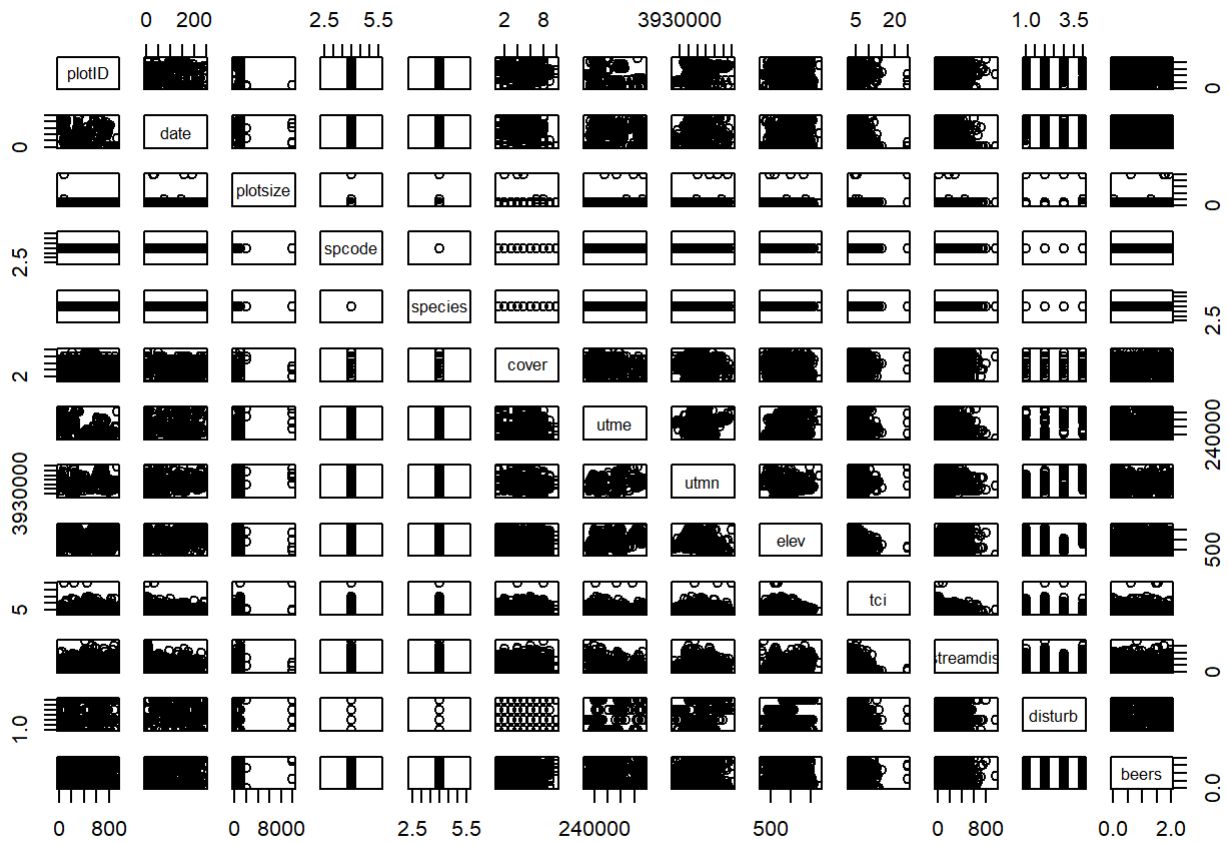 0 200 2.5 5.5 2 8 3930000 5 20 1.0 3.5
plotID 0
0 date
plotsize 0
2.5 spcode
species 2.5
2 cover
utme 240000
3930000 utmn
elev 500
5 tci
streamdis 0
1.0 disturb
beers 0.0
0 800 0 8000 2.5 5.5 240000 500 0 800 0.0 2.0